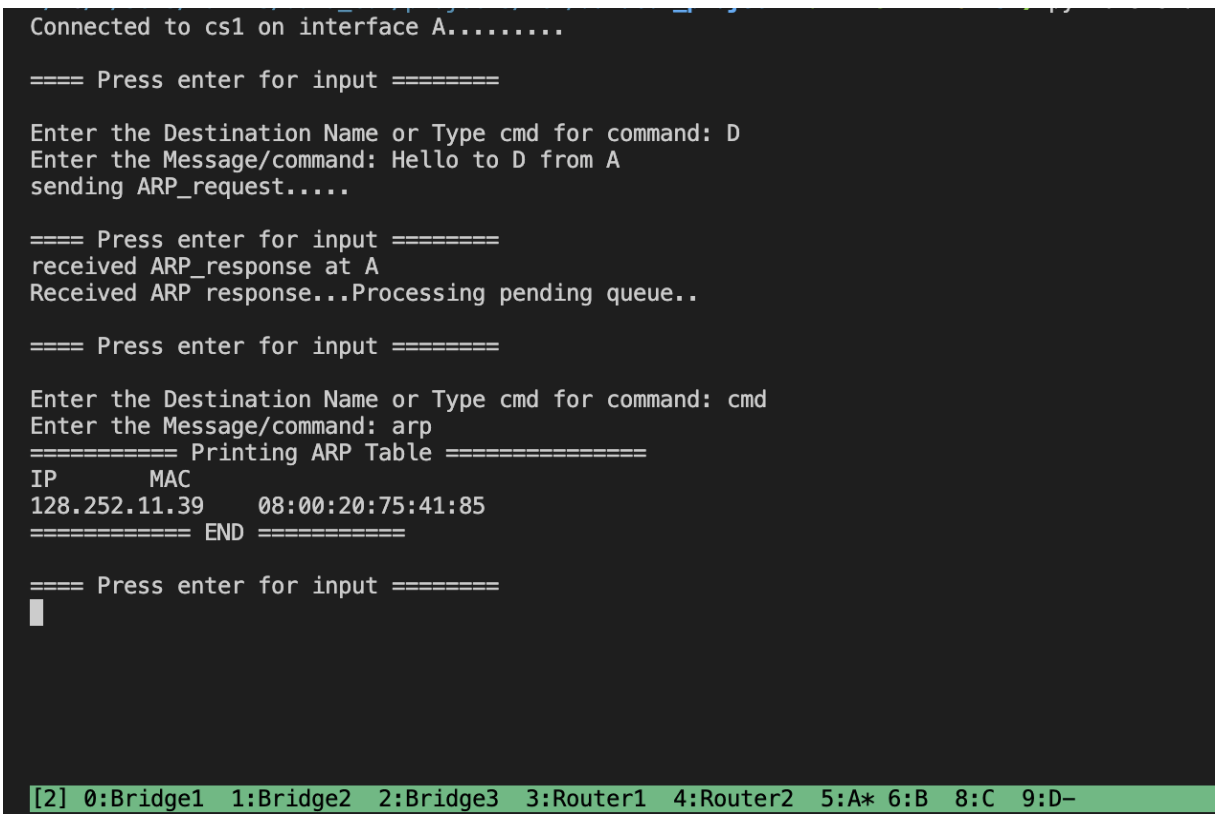 Connected to cs1 on interface A.........
==== Press enter for input ========
Enter the Destination Name or Type cmd for command: D
Enter the Message/command: Hello to D from A
sending ARP_request.....
==== Press enter for input ========
received ARP_response at A
Received ARP response...Processing pending queue..
==== Press enter for input ========
Enter the Destination Name or Type cmd for command: cmd
Enter the Message/command: arp
=========== Printing ARP Table ===============
IP MAC
128.252.11.39 08:00:20:75:41:85
============ END ===========
==== Press enter for input ========
[2] 0:Bridge1 1:Bridge2 2:Bridge3 3:Router1 4:Router2 5:A* 6:B 8:C 9:D-